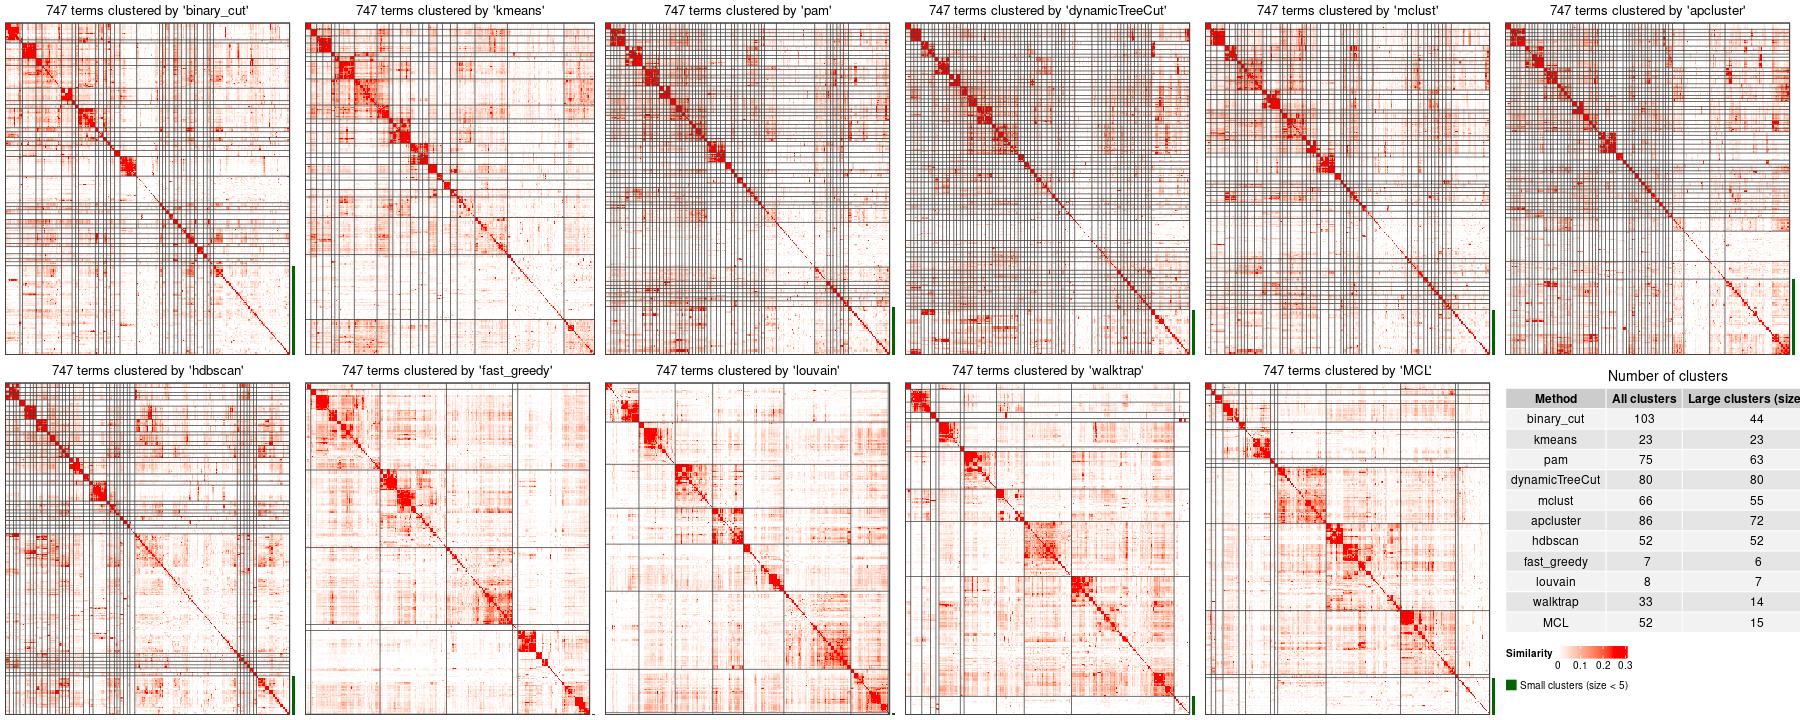 747 terms clustered by 'binary_cut'
747 terms clustered by 'kmeans'
747 terms clustered by 'pam'
747 terms clustered by 'dynamicTreeCut'
747 terms clustered by 'mclust'
747 terms clustered by 'apcluster'
747 terms clustered by 'hdbscan'
747 terms clustered by 'fast_greedy'
747 terms clustered by 'louvain'
747 terms clustered by 'walktrap'
747 terms clustered by 'MCL'
Number of clusters
Method All clusters Large clusters (size
binary_cut 103 44
kmeans 23 23
pam 75 63
dynamicTreeCut 80 80
mclust 66 55
apcluster 86 72
hdbscan 52 52
fast_greedy 7 6
louvain 8 7
walktrap 33 14
MCL 52 15
Similarity
0 0.1 0.2 0.3
Small clusters (size < 5)